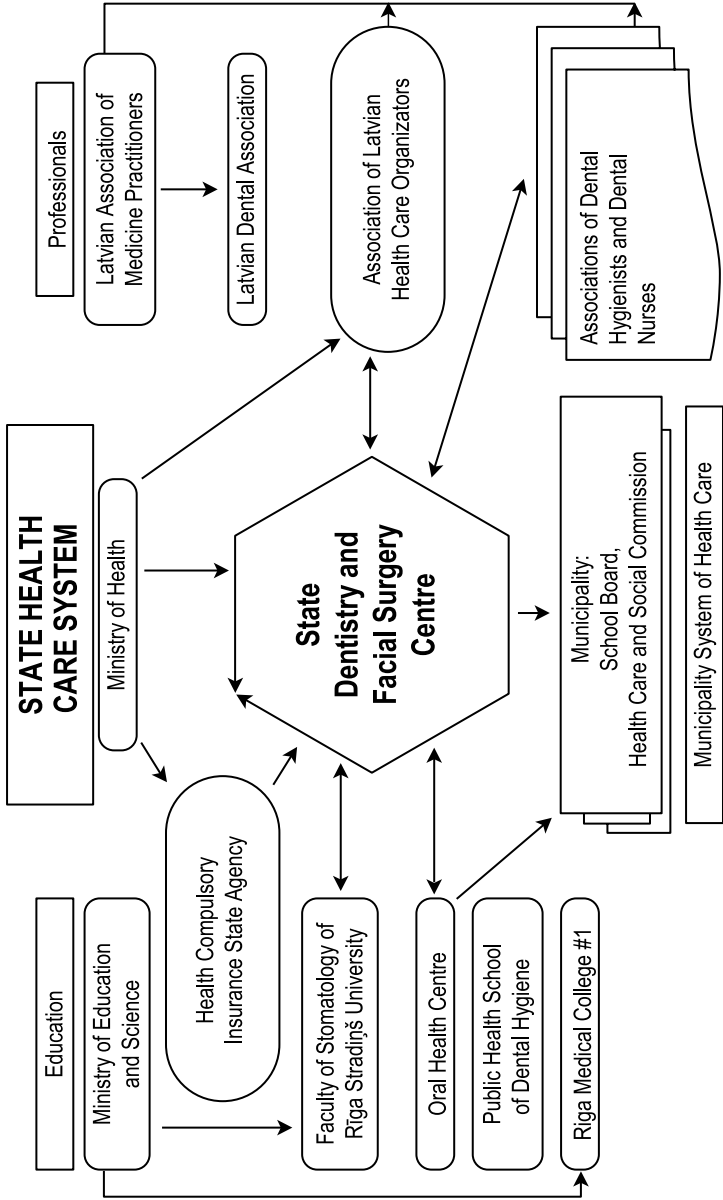 STATE HEALTH
CARE SYSTEM
Education
Ministry of Education
and Science
Health Compulsory
Insurance State Agency
Faculty of Stomatology of
Rīga Stradiņš University
Oral Health Centre
Public Health School
of Dental Hygiene
Riga Medical College #1
Ministry of Health
State
Dentistry and
Facial Surgery
Centre
Municipality:
School Board,
Health Care and Social Commission
Municipality System of Health Care
Professionals
Latvian Association of
Medicine Practitioners
Latvian Dental Association
Association of Latvian
Health Care Organizators
Associations of Dental
Hygienists and Dental
Nurses